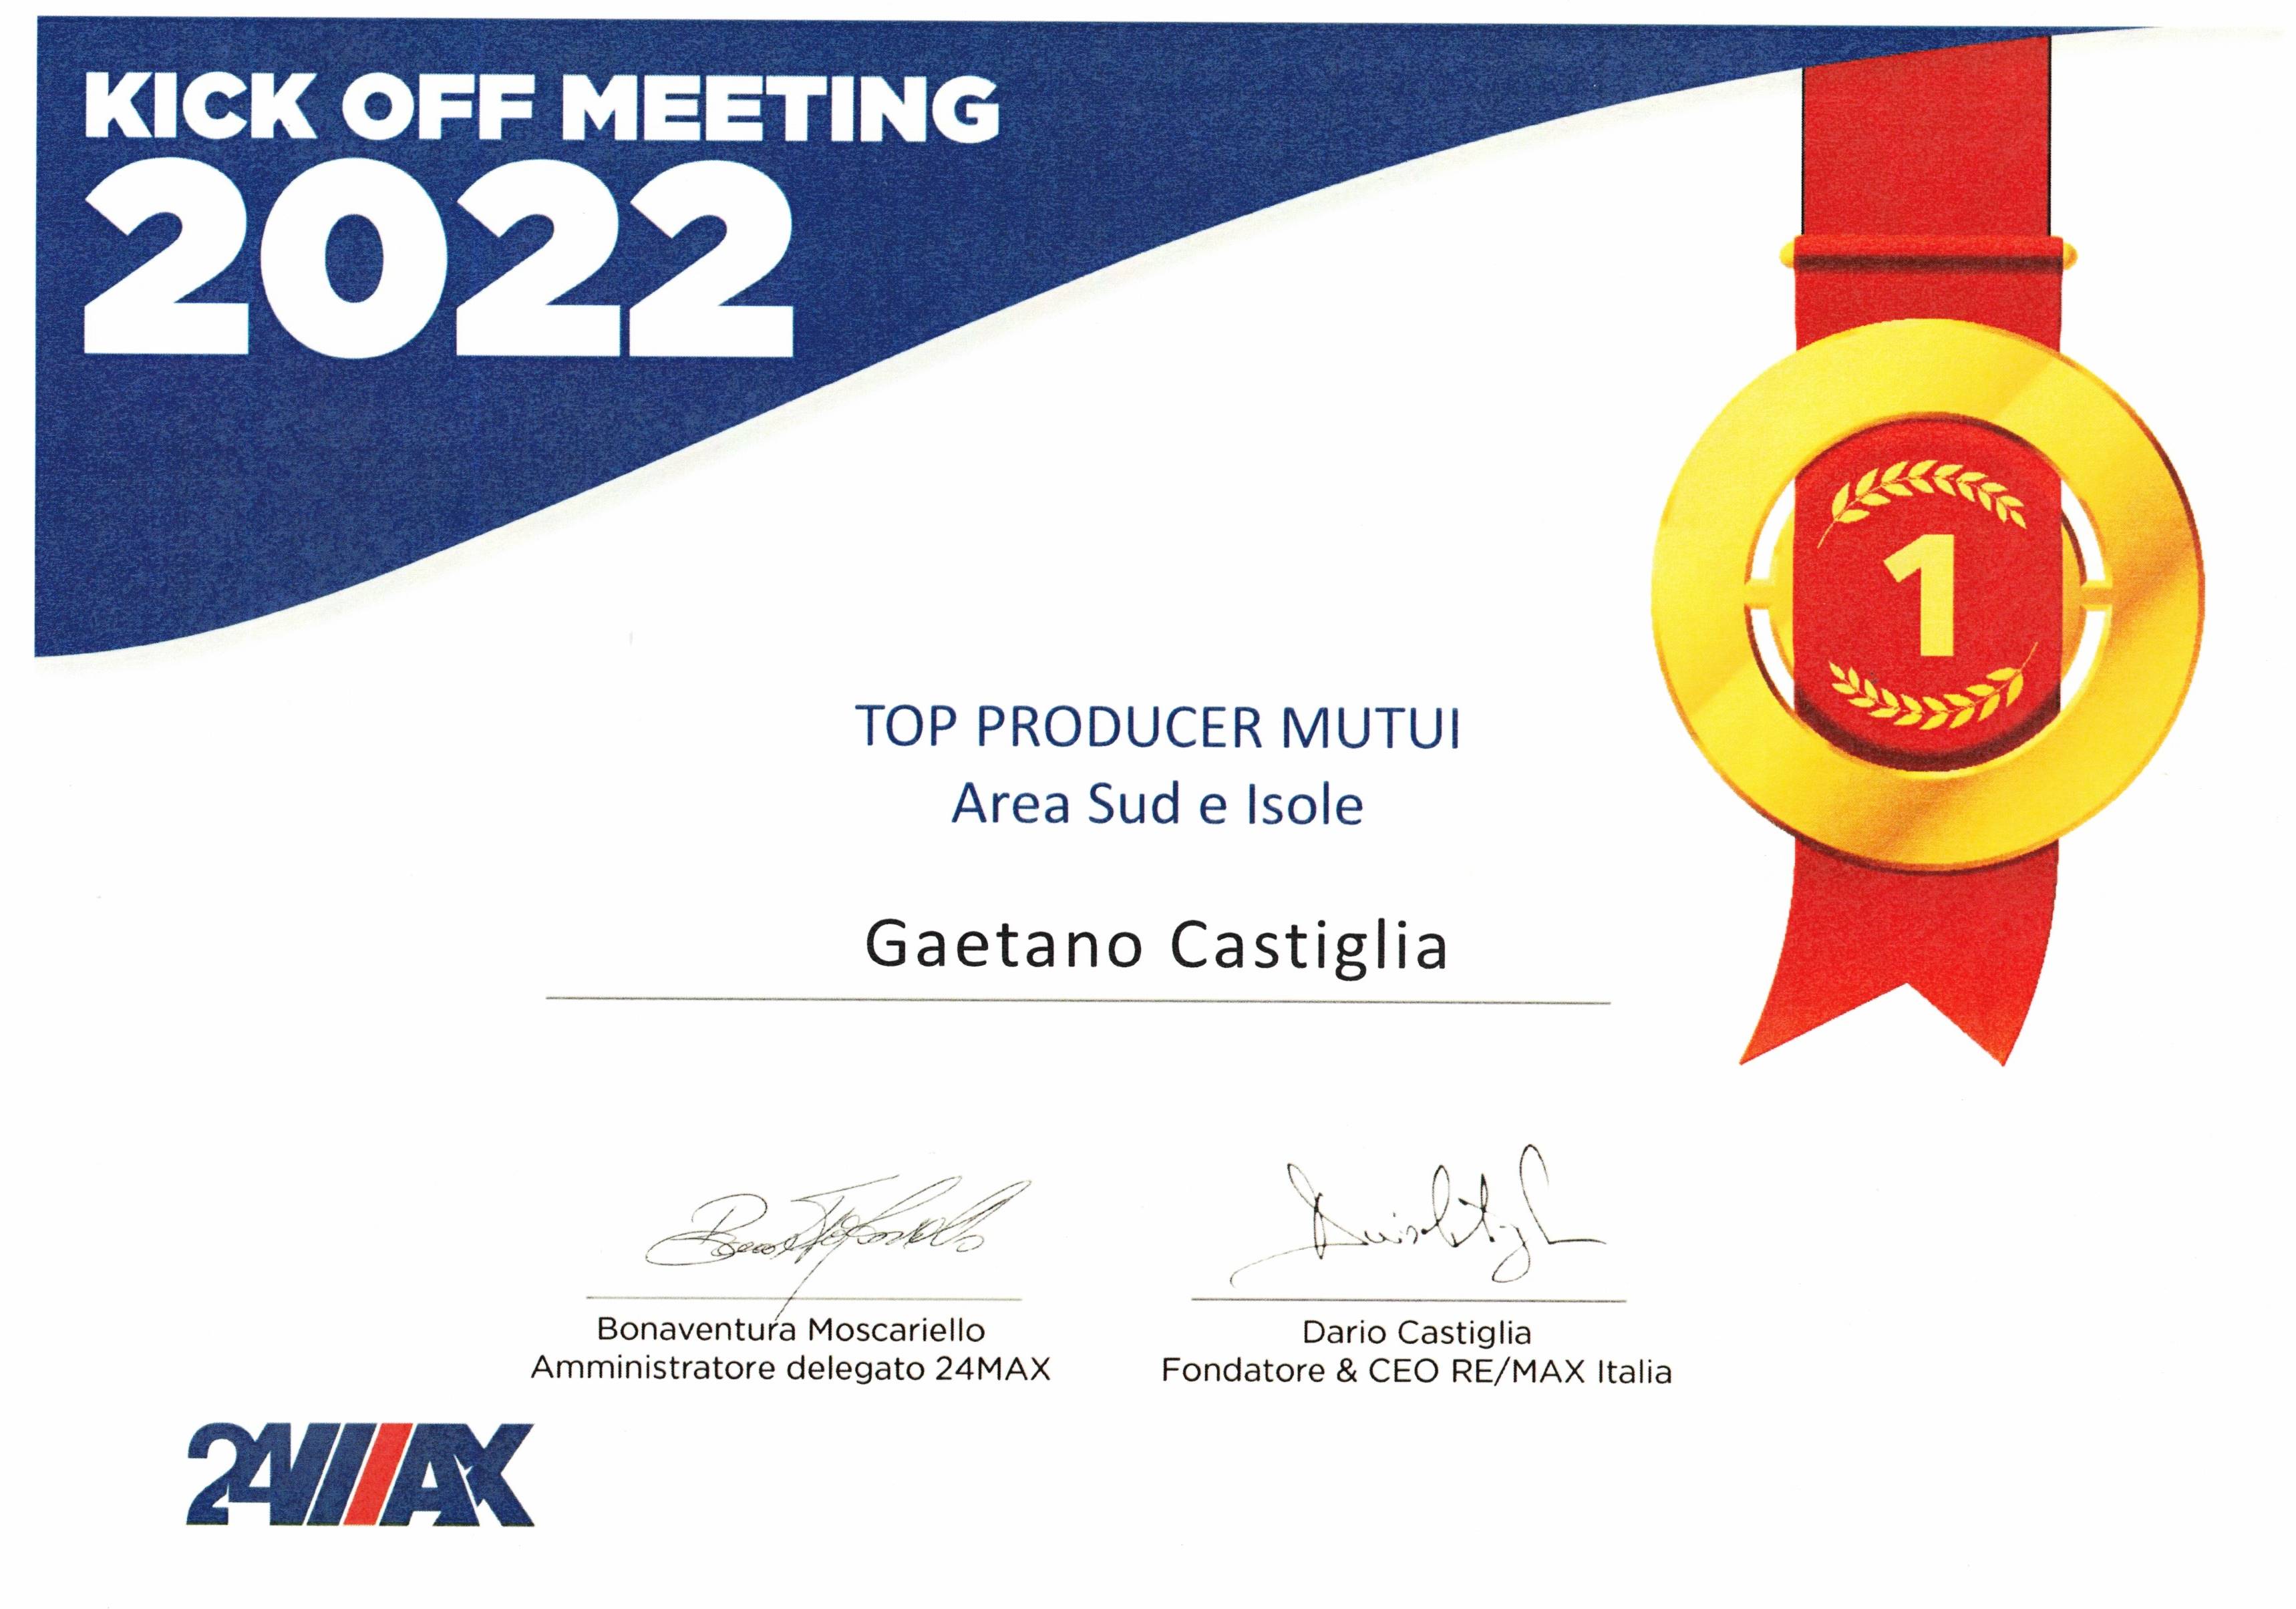 KICK OFF MEETING
2022
1
TOP PRODUCER MUTUI
Area Sud e Isole
Gaetano Castiglia
Bonaventura Moscariello
Amministratore delegato 24MAX
Dario Castiglia
Fondatore & CEO RE/MAX Italia
24MAX